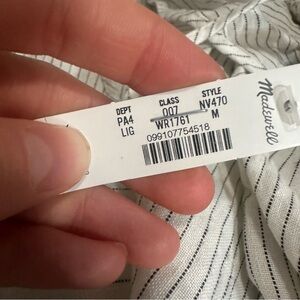 DEPT CLASS STYLE
PA4 007 NV470
LIG WR1761 M
099107754518
Madewell